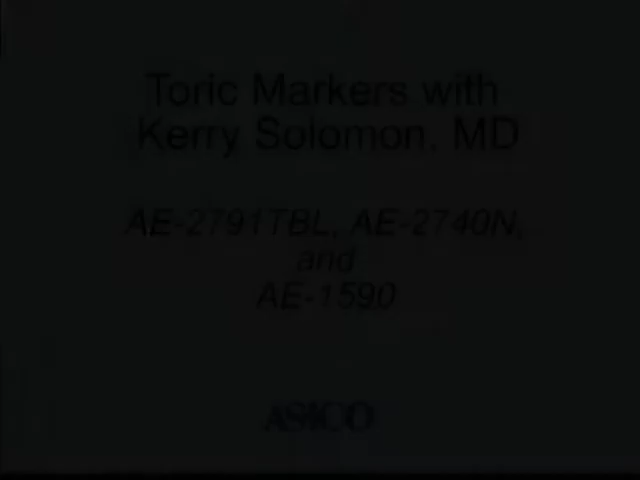 Toric Markers with
Kerry Solomon, MD
AE-2791TBL, AE-2740N,
and
AE-1590
ASICO